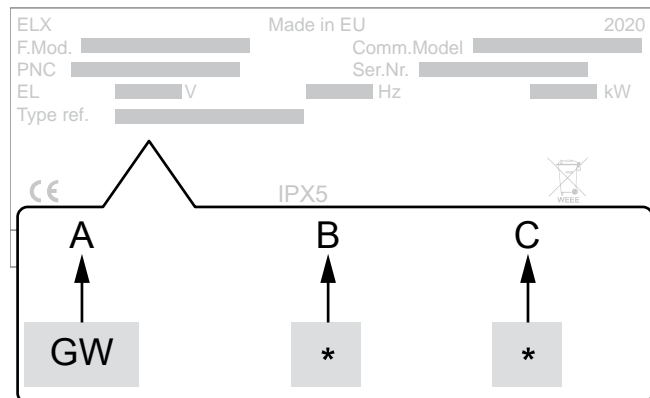 ELX Made in EU 2020
F.Mod. Comm.Model
PNC Ser.Nr.
EL V Hz kW
Type ref.
CE IPX5
WEEE
A B C
GW * *